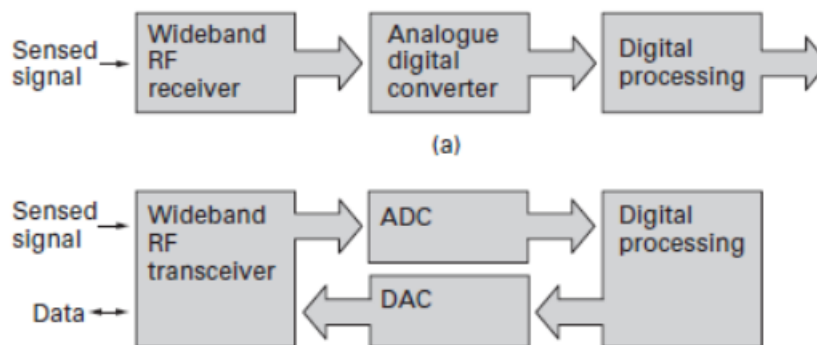 Sensed
signal
Wideband
RF
receiver
Analogue
digital
converter
Digital
processing
(a)
Sensed
signal
Data
Wideband
RF
transceiver
ADC
DAC
Digital
processing